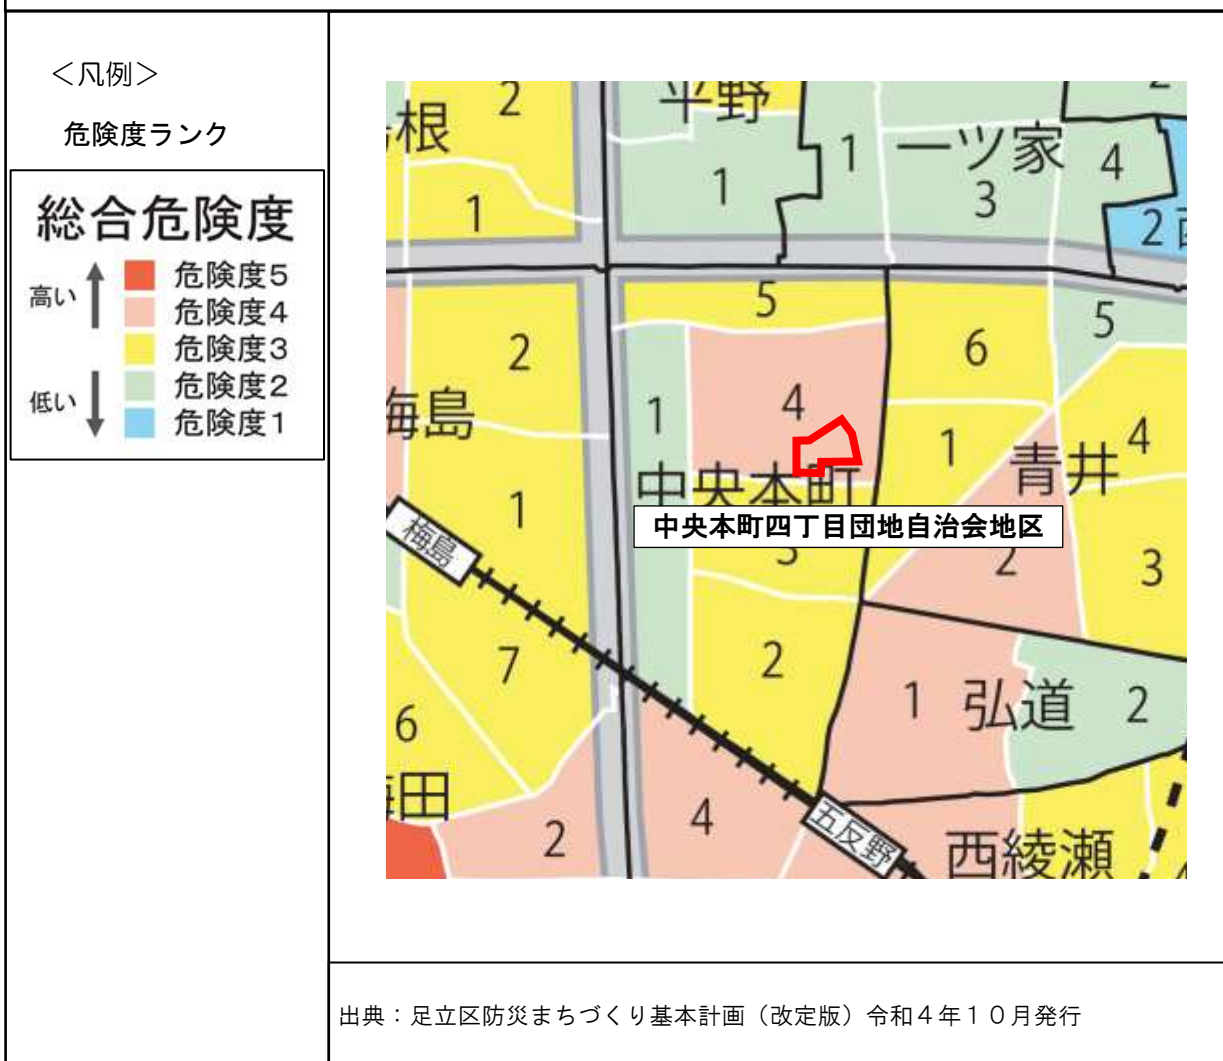 <凡例>
危険度ランク
総合危険度
高い
低い
危険度5
危険度4
危険度3
危険度2
危険度1
2
根
1
平野
1
1
一ツ家
3
4
2
5
2
梅島
1
1
4
中央本町
中央本町四丁目団地自治会地区
6
1
青井
5
4
2
3
3
2
梅島
7
6
田
2
4
1
弘道
2
五反野
西綾瀬
出典:足立区防災まちづくり基本計画(改定版)令和4年10月発行